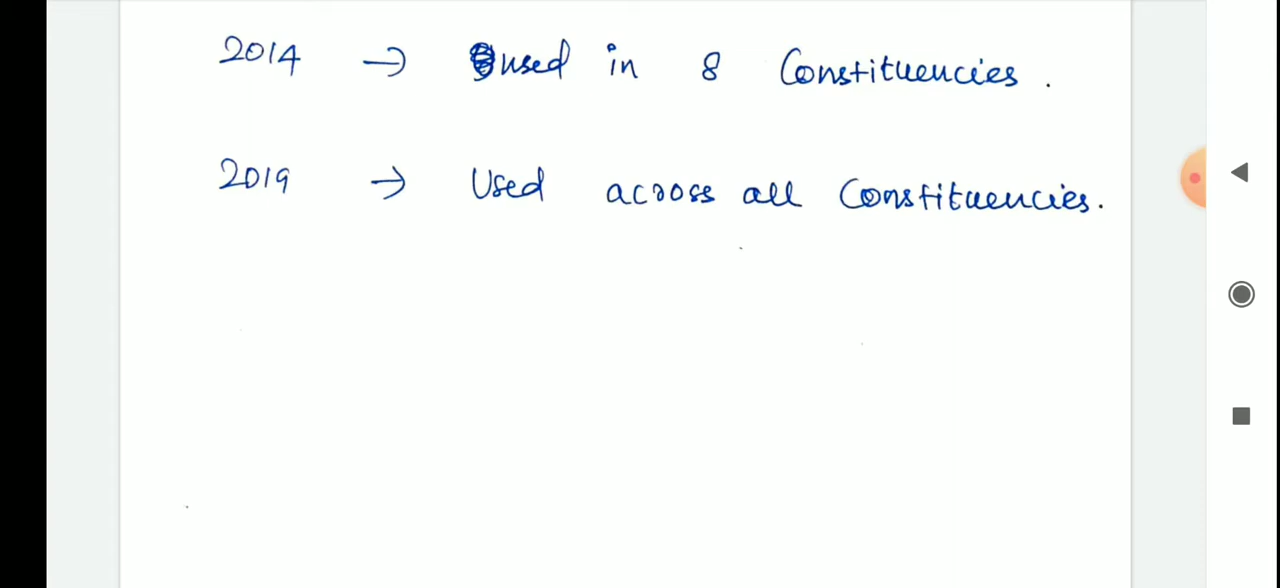 2014 → used in 8 Constituencies.
2019 → Used across all Constituencies.